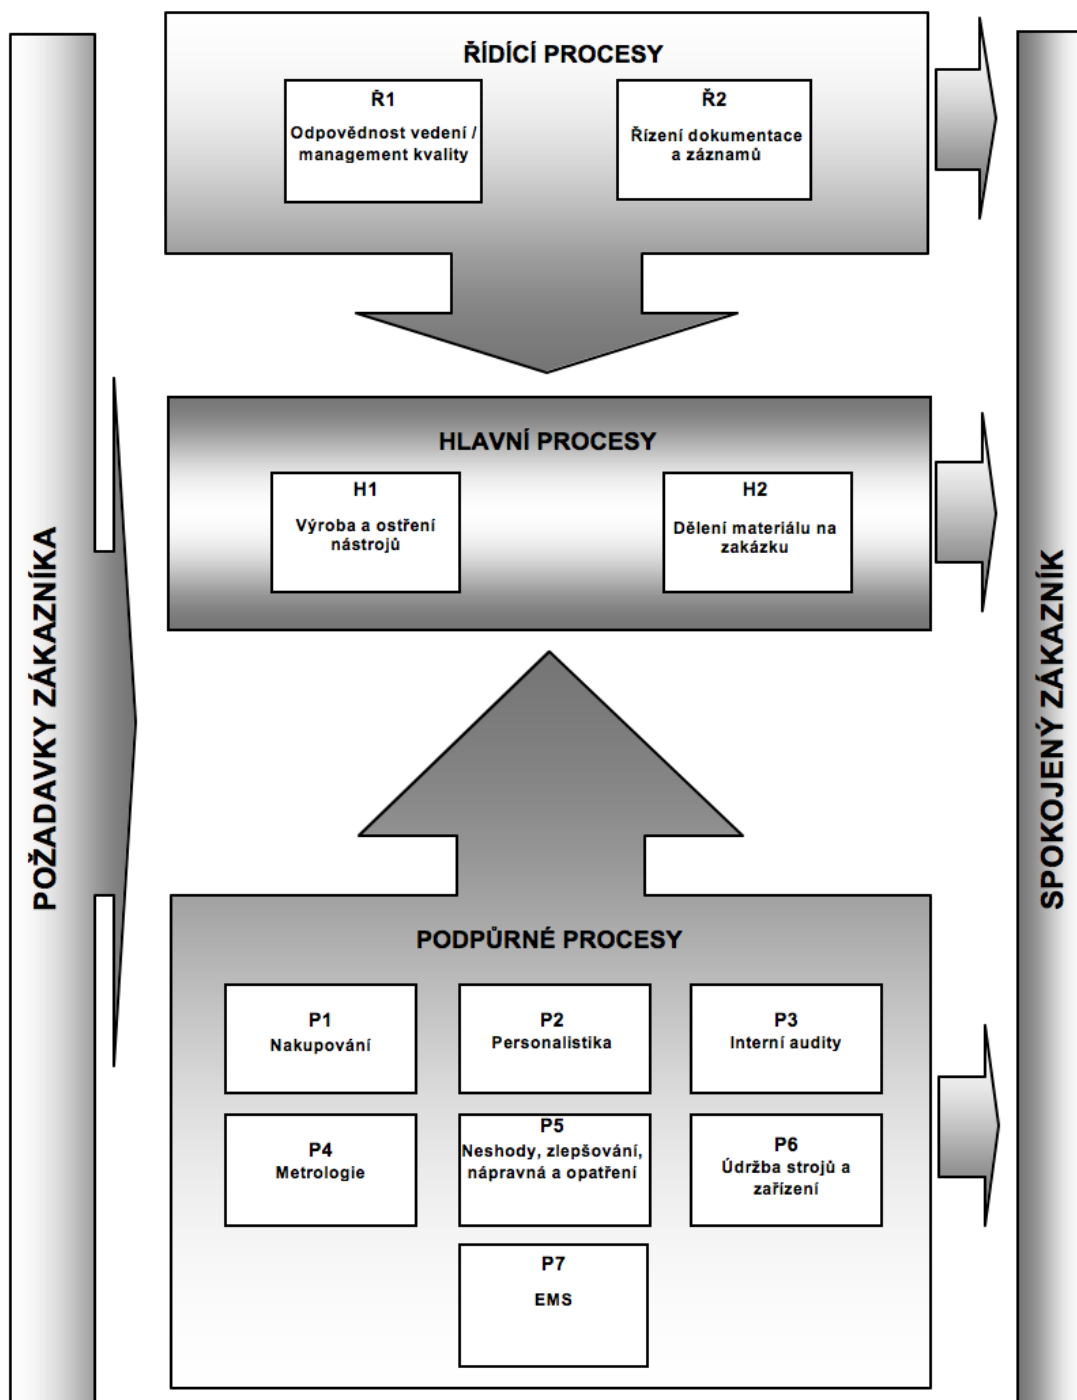 ŘÍDÍCÍ PROCESY
Ř1
Odpovědnost vedení /
management kvality
Ř2
Řízení dokumentace
a záznamů
HLAVNÍ PROCESY
H1
Výroba a ostření
nástrojů
H2
Dělení materiálu na
zakázku
POŽADAVKY ZÁKAZNÍKA
SPOKOJENÝ ZÁKAZNÍK
PODPŮRNÉ PROCESY
P1
Nakupování
P2
Personalistika
P3
Interní audity
P4
Metrologie
P5
Neshody, zlepšování,
nápravná a opatření
P6
Údržba strojů a
zařízení
P7
EMS